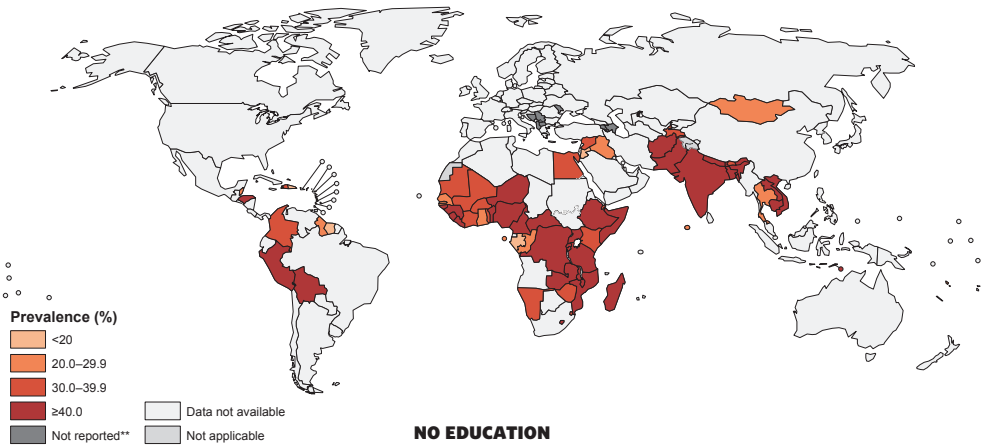 Prevalence (%)
<20
20.0–29.9
30.0–39.9
≥40.0
Data not available
Not reported**
Not applicable
NO EDUCATION